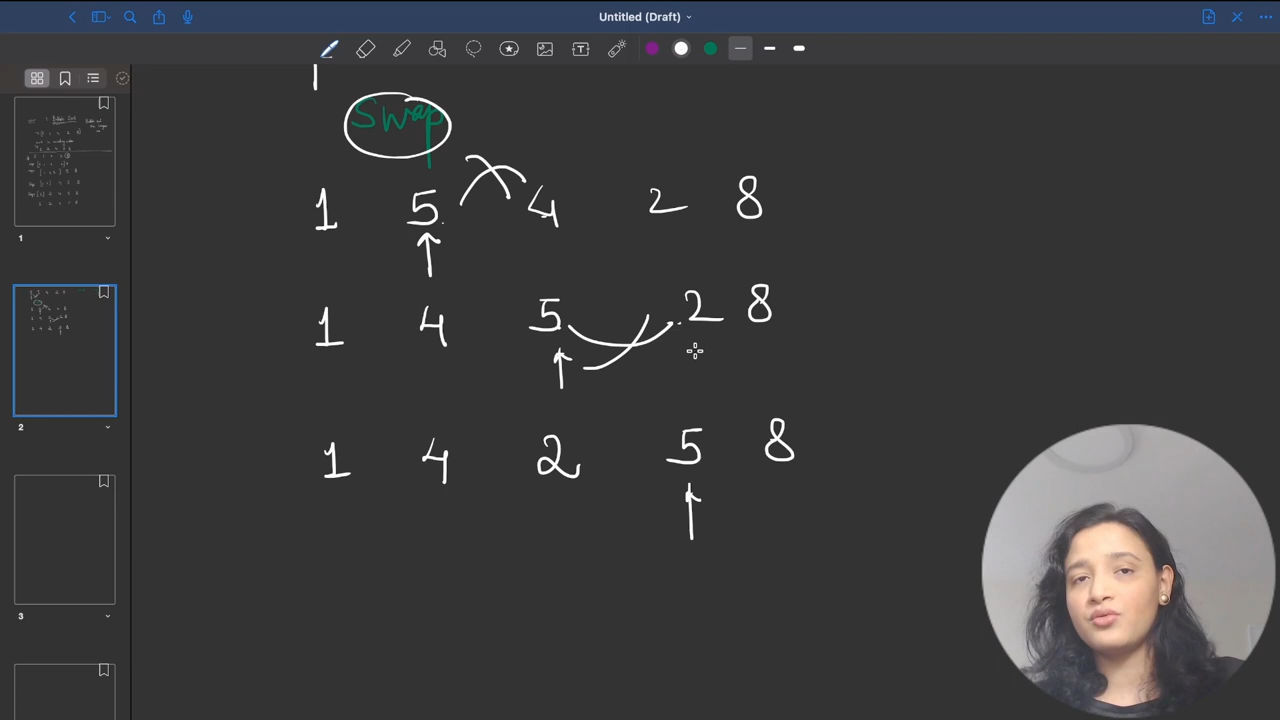 Untitled (Draft)
Swap
1 5 4 2 8
1 4 5 2 8
1 4 2 5 8
1
2
3